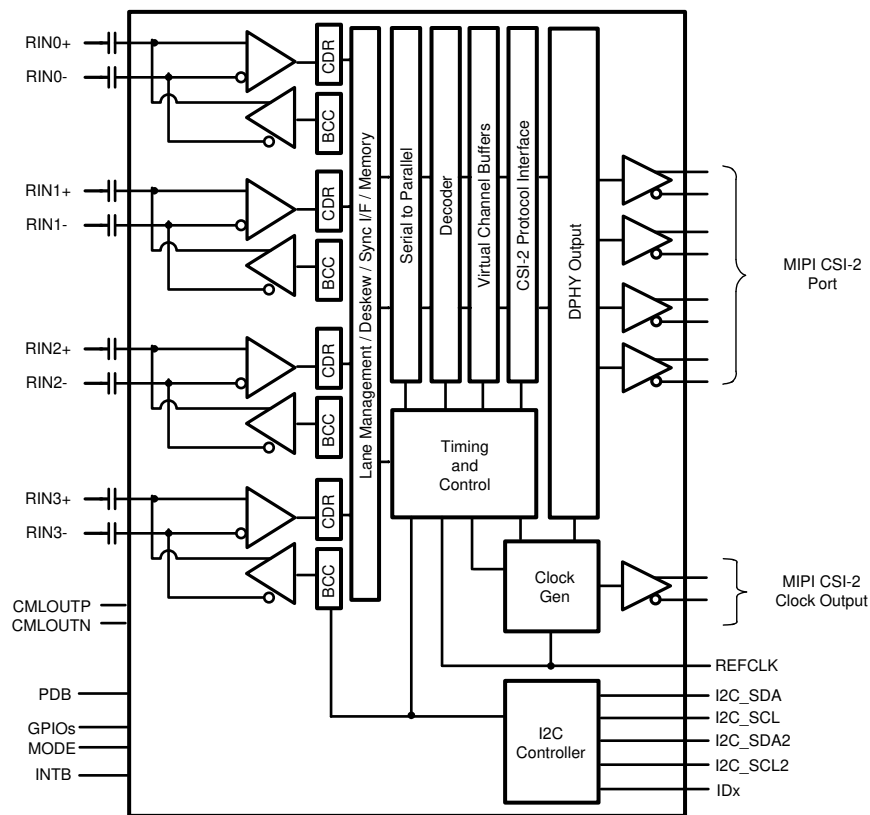 RIN0+
RIN0-
CDR
BCC
RIN1+
RIN1-
CDR
BCC
RIN2+
RIN2-
CDR
BCC
RIN3+
RIN3-
CDR
BCC
Lane Management / Deskew / Sync I/F / Memory
Serial to Parallel
Decoder
Virtual Channel Buffers
CSI-2 Protocol Interface
DPHY Output
MIPI CSI-2
Port
Timing
and
Control
Clock
Gen
MIPI CSI-2
Clock Output
CMLOUTP
CMLOUTN
PDB
GPIOs
MODE
INTB
REFCLK
I2C
Controller
I2C_SDA
I2C_SCL
I2C_SDA2
I2C_SCL2
IDx